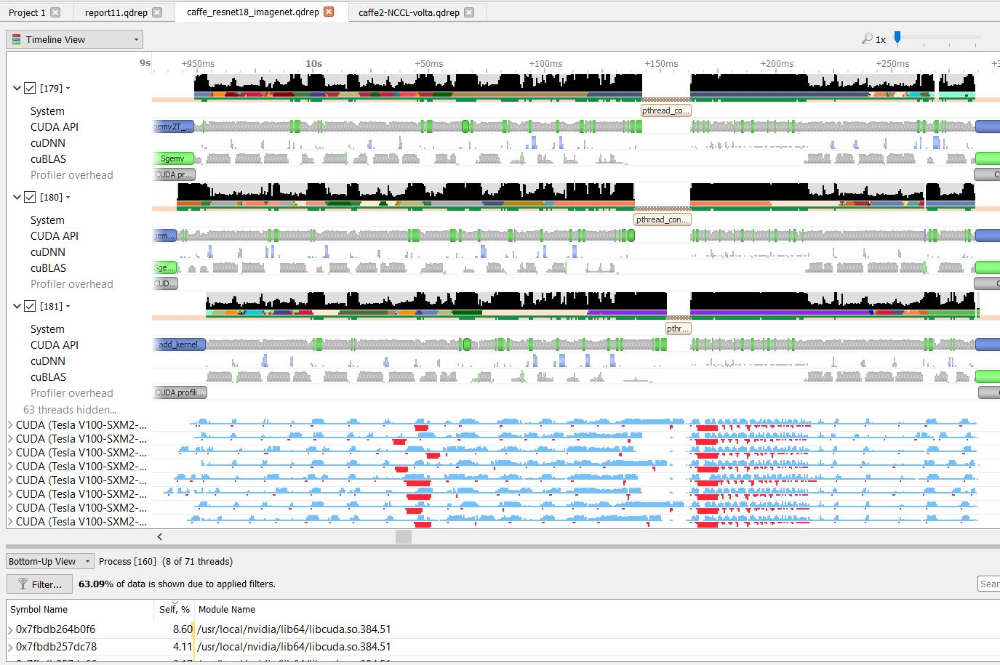 Project 1 report11.qdrep caffe_resnet18_imagenet.qdrep caffe2-NCCL-volta.qdrep
Timeline View 1x
9s +950ms 10s +50ms +100ms +150ms +200ms +250ms
[179]
System pthread_co...
CUDA API gemv2T_...
cuDNN
cuBLAS Sgemv
Profiler overhead CUDA pr...
[180]
System pthread_con...
CUDA API gem...
cuDNN
cuBLAS Sge...
Profiler overhead CUD...
[181]
System pthr...
CUDA API add_kernel
cuDNN
cuBLAS
Profiler overhead CUDA profili...
63 threads hidden...
CUDA (Tesla V100-SXM2-...
CUDA (Tesla V100-SXM2-...
CUDA (Tesla V100-SXM2-...
CUDA (Tesla V100-SXM2-...
CUDA (Tesla V100-SXM2-...
CUDA (Tesla V100-SXM2-...
CUDA (Tesla V100-SXM2-...
CUDA (Tesla V100-SXM2-...
Bottom-Up View Process [160] (8 of 71 threads)
Filter... 63.09% of data is shown due to applied filters. Sear
Symbol Name Self, % Module Name
0x7fbdb264b0f6 8.60 /usr/local/nvidia/lib64/libcuda.so.384.51
0x7fbdb257dc78 4.11 /usr/local/nvidia/lib64/libcuda.so.384.51